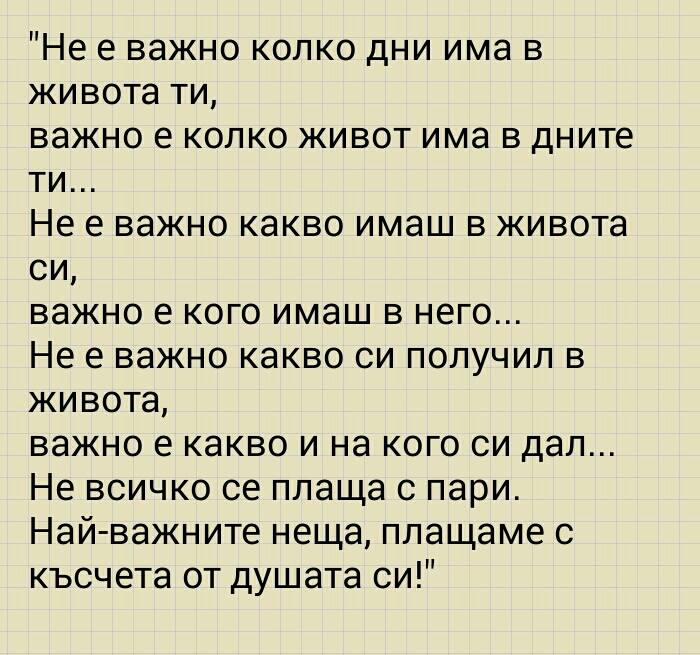 "Не е важно колко дни има в
живота ти,
важно е колко живот има в дните
ти...
Не е важно какво имаш в живота
си,
важно е кого имаш в него...
Не е важно какво си получил в
живота,
важно е какво и на кого си дал...
Не всичко се плаща с пари.
Най-важните неща, плащаме с
късчета от душата си!"